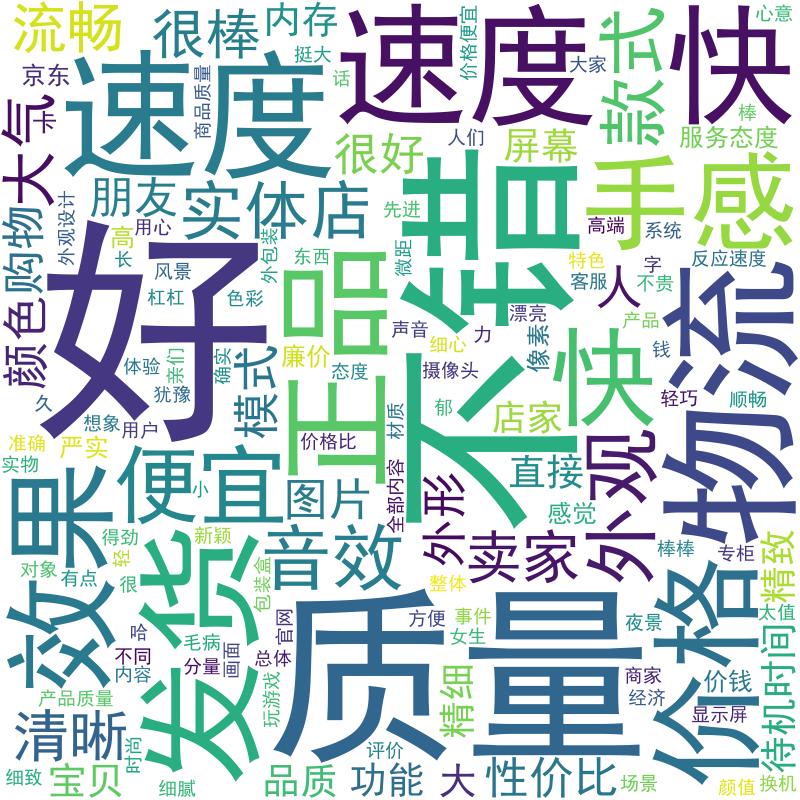 流畅
很棒
内存
挺大
价格便宜
心意
速度
快
款式
京东
话
商品质量
速度
大家
棒
大气
卡
人们
服务态度
很好
屏幕
朋友
实体店
手感
先进
不错
购物
外观设计
用心
高
长
风景
外包装
东西
微距
高端
系统
特色
客服
人
字
反应速度
不贵
好
正品
杠杠
色彩
漂亮
产品
物流
颜色
声音
力
细心
像素
钱
快
体验
亲们
确实
模式
廉价
态度
摄像头
轻巧
顺畅
久
犹豫
想象
用户
材质
郁
店家
准确
严实
价格比
实物
便宜
小
图片
全部内容
外形
直接
外观
效果
感觉
得劲
新颖
音效
卖家
棒棒
专柜
精致
对象
有点
轻
很
发货
包装盒
整体
质量
价格
太值
哈
毛病
官网
方便
事件
女生
夜景
不同
内容
分量
画面
总体
商家
价钱
待机时间
产品质量
玩游戏
精细
经济
显示屏
清晰
时尚
评价
细致
宝贝
细腻
品质
功能
大
性价比
场景
颜值
换机